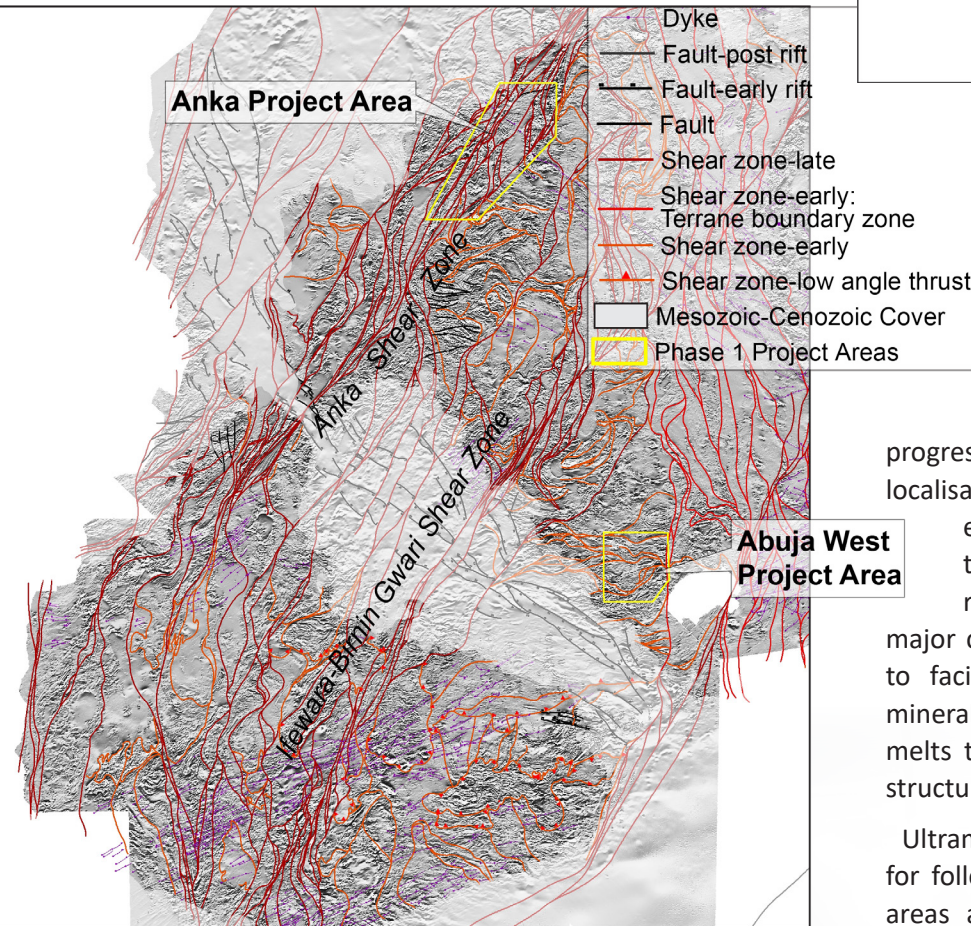 Dyke
Fault-post rift
Fault-early rift
Fault
Shear zone-late
Shear zone-early:
Terrane boundary zone
Shear zone-early
Shear zone-low angle thrust
Mesozoic-Cenozoic Cover
Phase 1 Project Areas
Anka Project Area
Anka Shear Zone
Ifewara-Birnin Gwari Shear Zone
Abuja West
Project Area
progres
localisa
e
t
r
major
to faci
minera
melts t
structu
Ultran
for follo
areas a